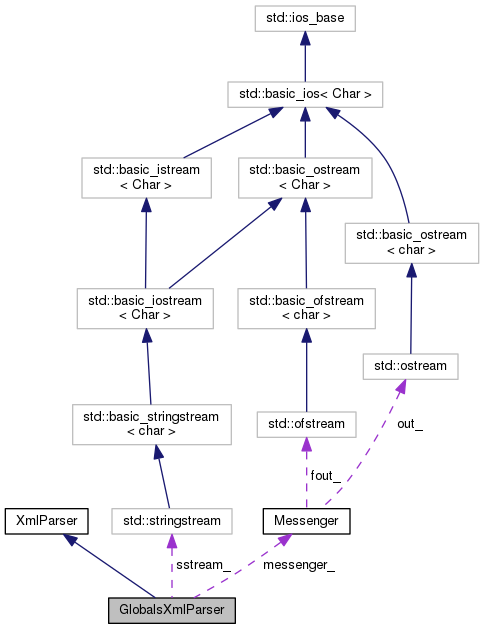 std::ios_base
std::basic_ios< Char >
std::basic_istream
< Char >
std::basic_ostream
< Char >
std::basic_ostream
< char >
std::basic_iostream
< Char >
std::basic_ofstream
< char >
std::ostream
std::basic_stringstream
< char >
std::ofstream
out_
fout_
XmlParser
std::stringstream
Messenger
sstream_
messenger_
GlobalsXmlParser